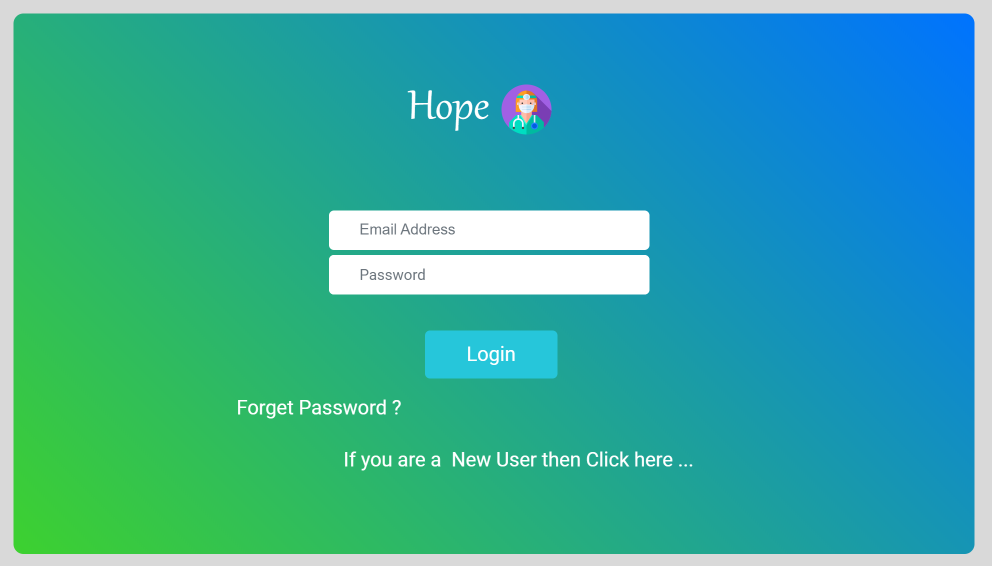 Hope
Email Address
Password
Login
Forget Password ?
If you are a  New User then Click here ...